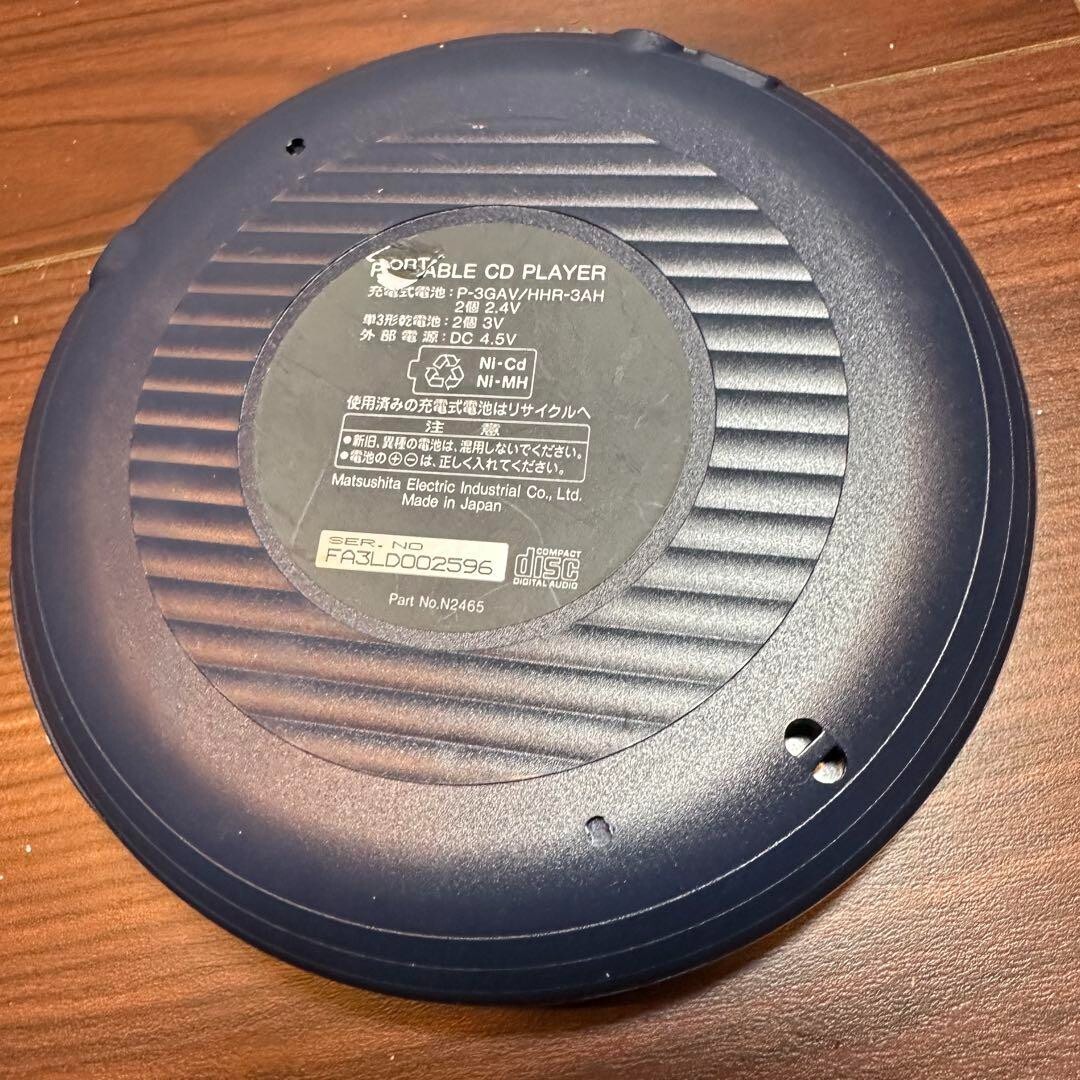 PORTABLE CD PLAYER
充電式電池:P-3GAV/HHR-3AH
2個 2.4V
単3形乾電池:2個 3V
外部電源:DC 4.5V
Ni-Cd
Ni-MH
使用済みの充電式電池はリサイクルへ
注 意
●新旧、異種の電池は、混用しないでください。
●電池の⊕⊖は、正しく入れてください。
Matsushita Electric Industrial Co., Ltd.
Made in Japan
SER. NO
FA3LD002596
COMPACT
disc
DIGITAL AUDIO
Part No.N2465